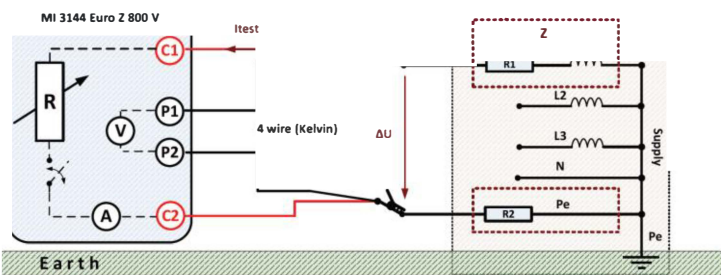 MI 3144 Euro Z 800 V
Itest
Z
C1
R1
R
P1
L2
V
4 wire (Kelvin)
ΔU
L3
Supply
P2
N
Pe
A
C2
R2
Pe
Earth